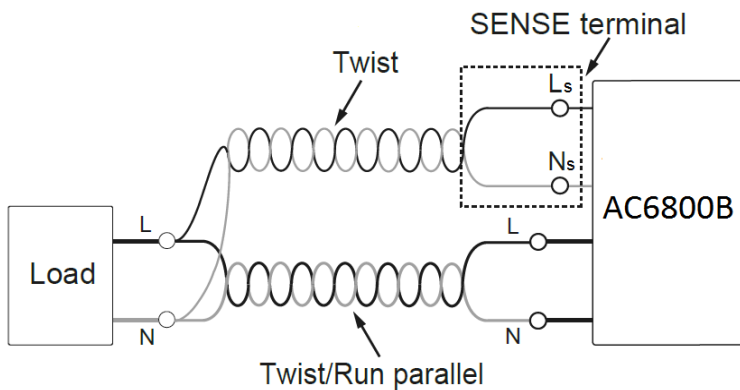 SENSE terminal
Twist
Ls
Ns
AC6800B
L
L
Load
N
N
Twist/Run parallel